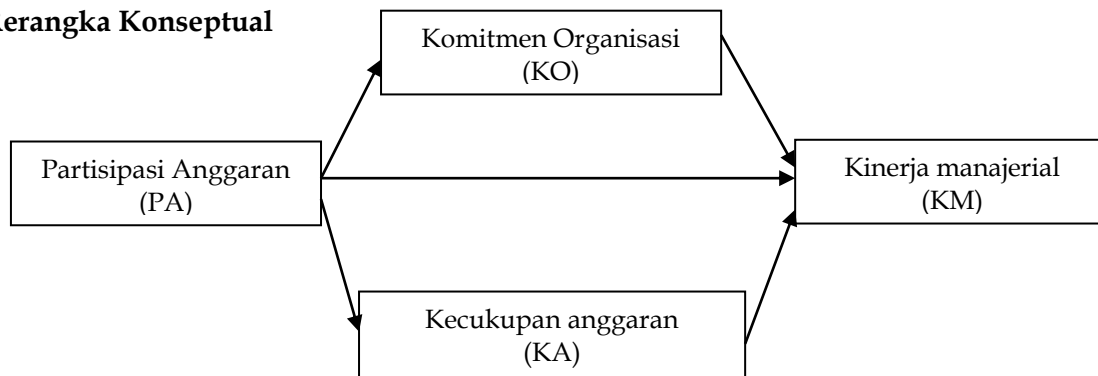 Kerangka Konseptual
Komitmen Organisasi
(KO)
Partisipasi Anggaran
(PA)
Kinerja manajerial
(KM)
Kecukupan anggaran
(KA)